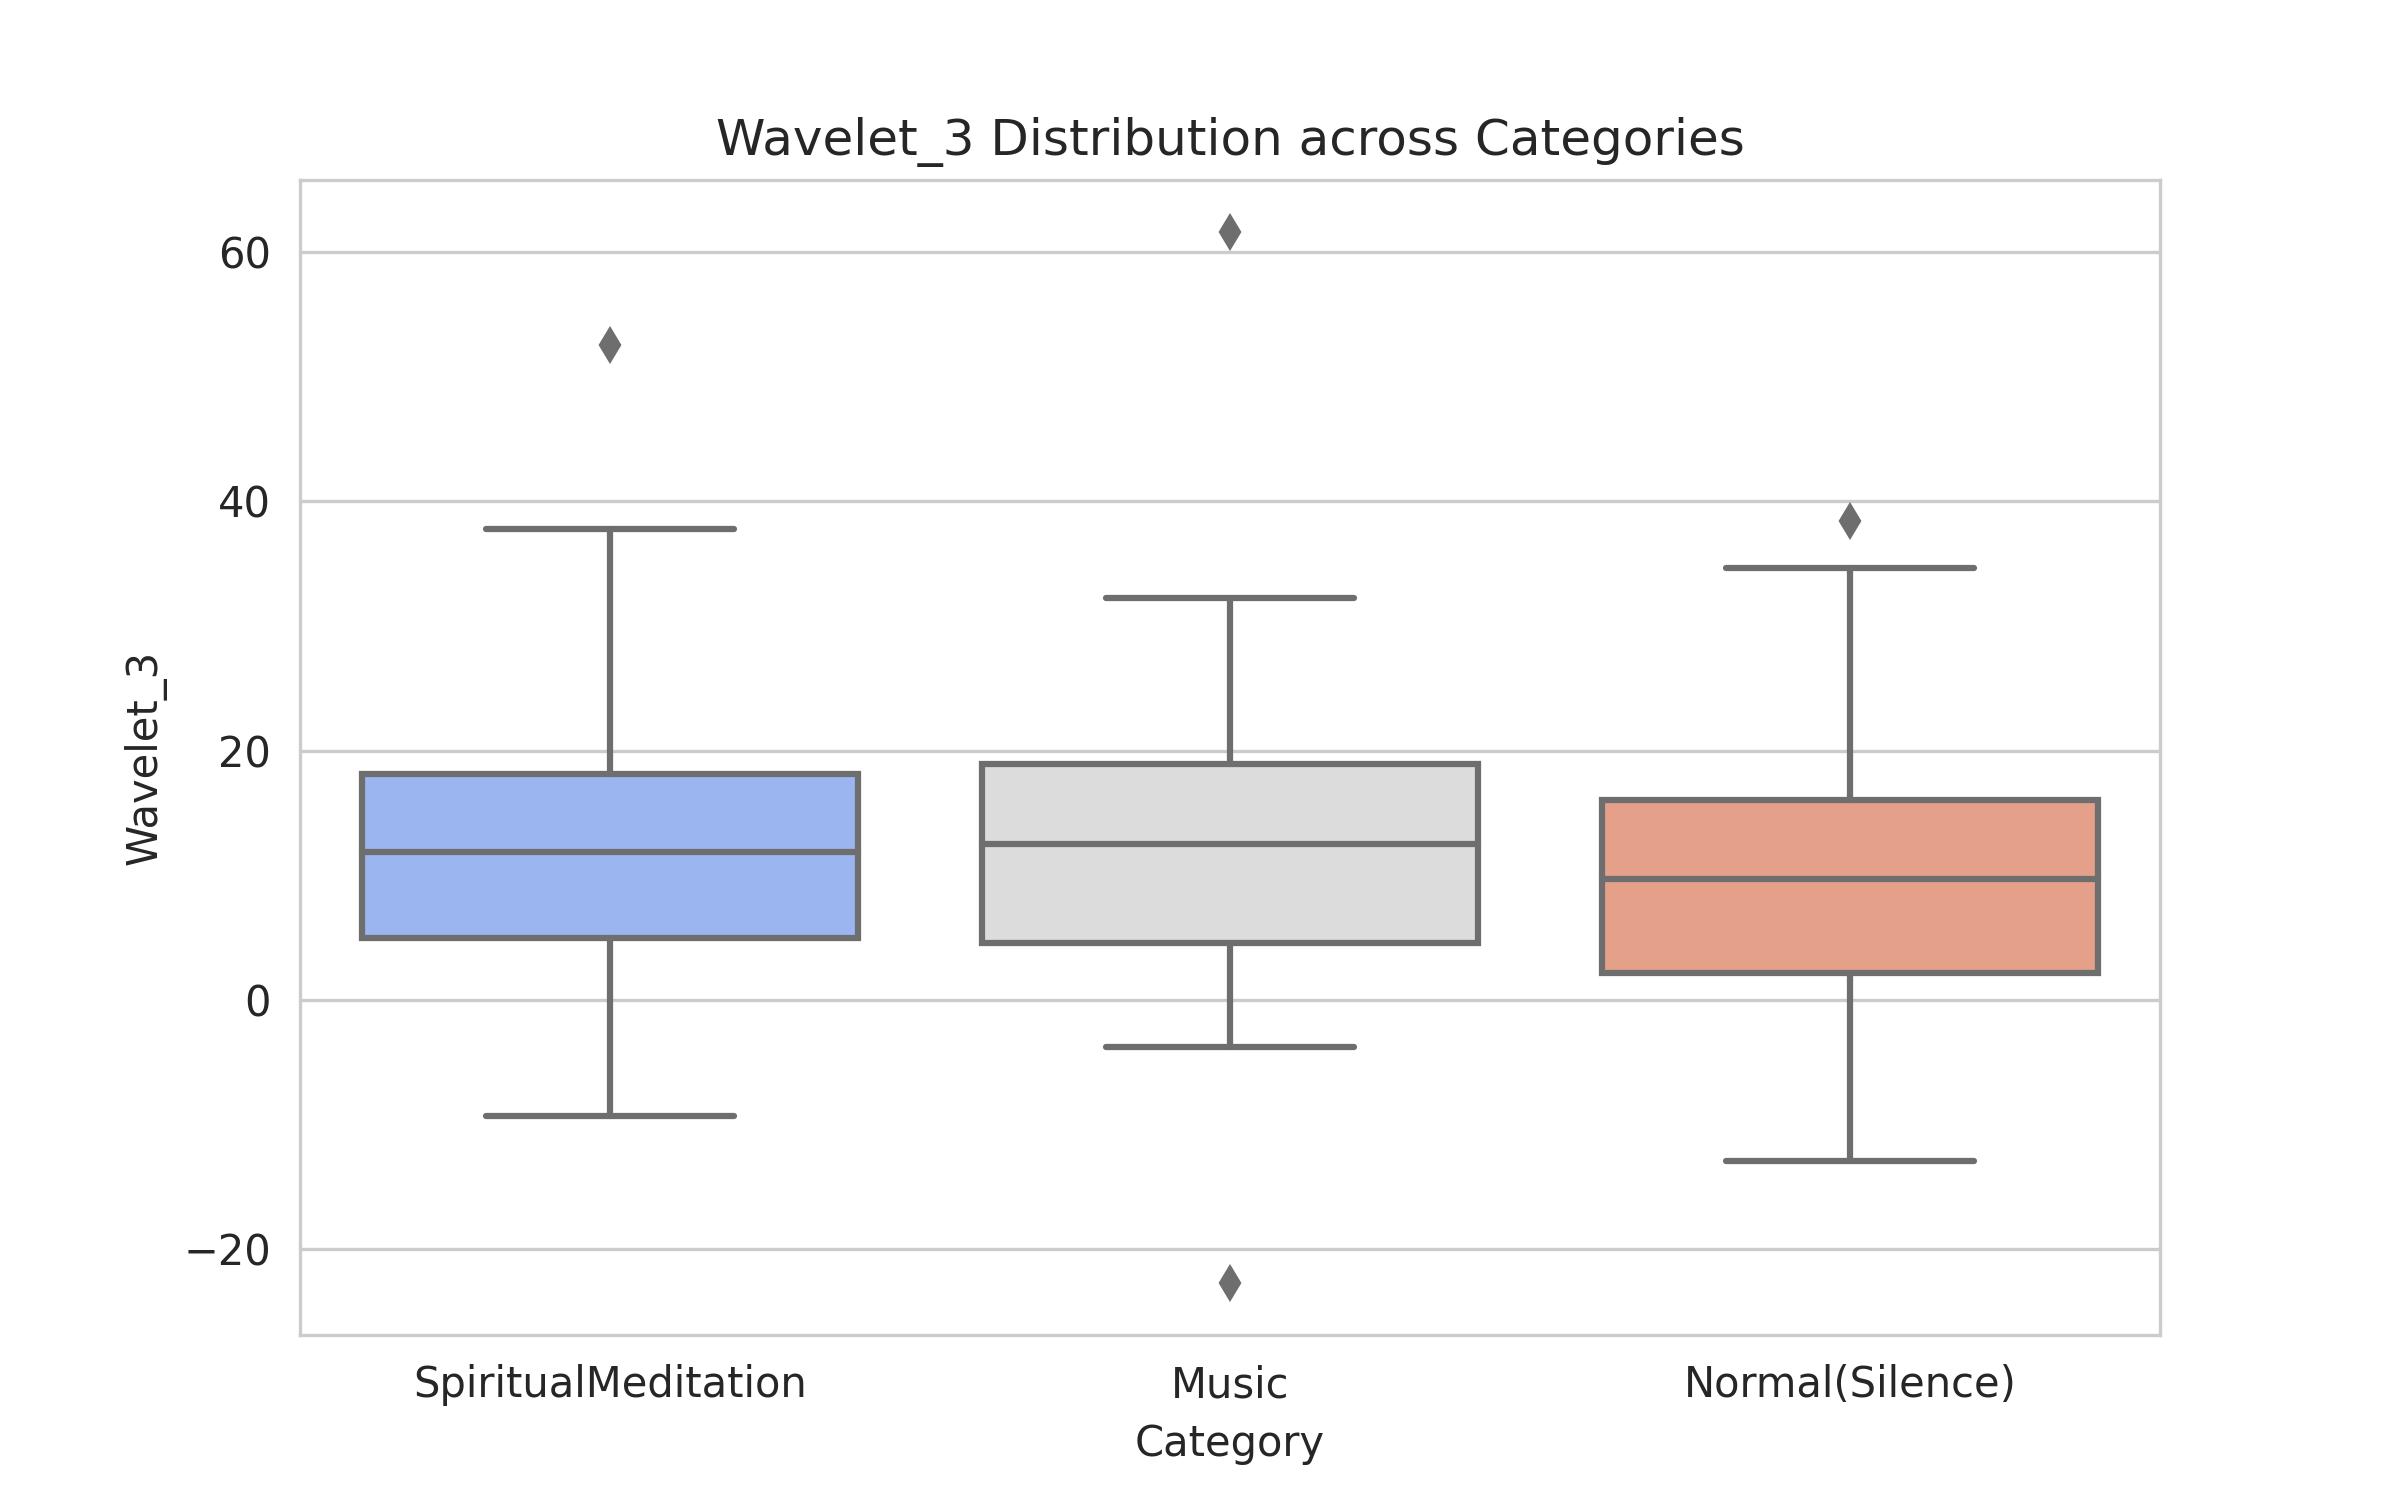 Wavelet_3 Distribution across Categories
60
40
20
0
−20
Wavelet_3
SpiritualMeditation
Music
Normal(Silence)
Category